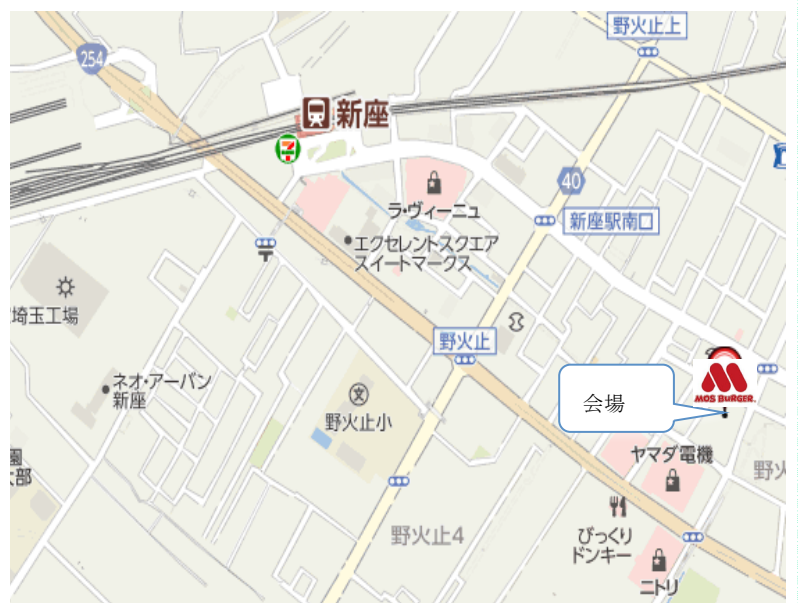 野火止上
254
新座
40
ラ・ヴィーニュ
新座駅南口
エクセレントスクエア
スイートマークス
埼玉工場
野火止
ネオ・アーバン
新座
MOS BURGER
会場
野火止小
ヤマダ電機
園
部
野火
びっくり
ドンキー
野火止4
ニトリ